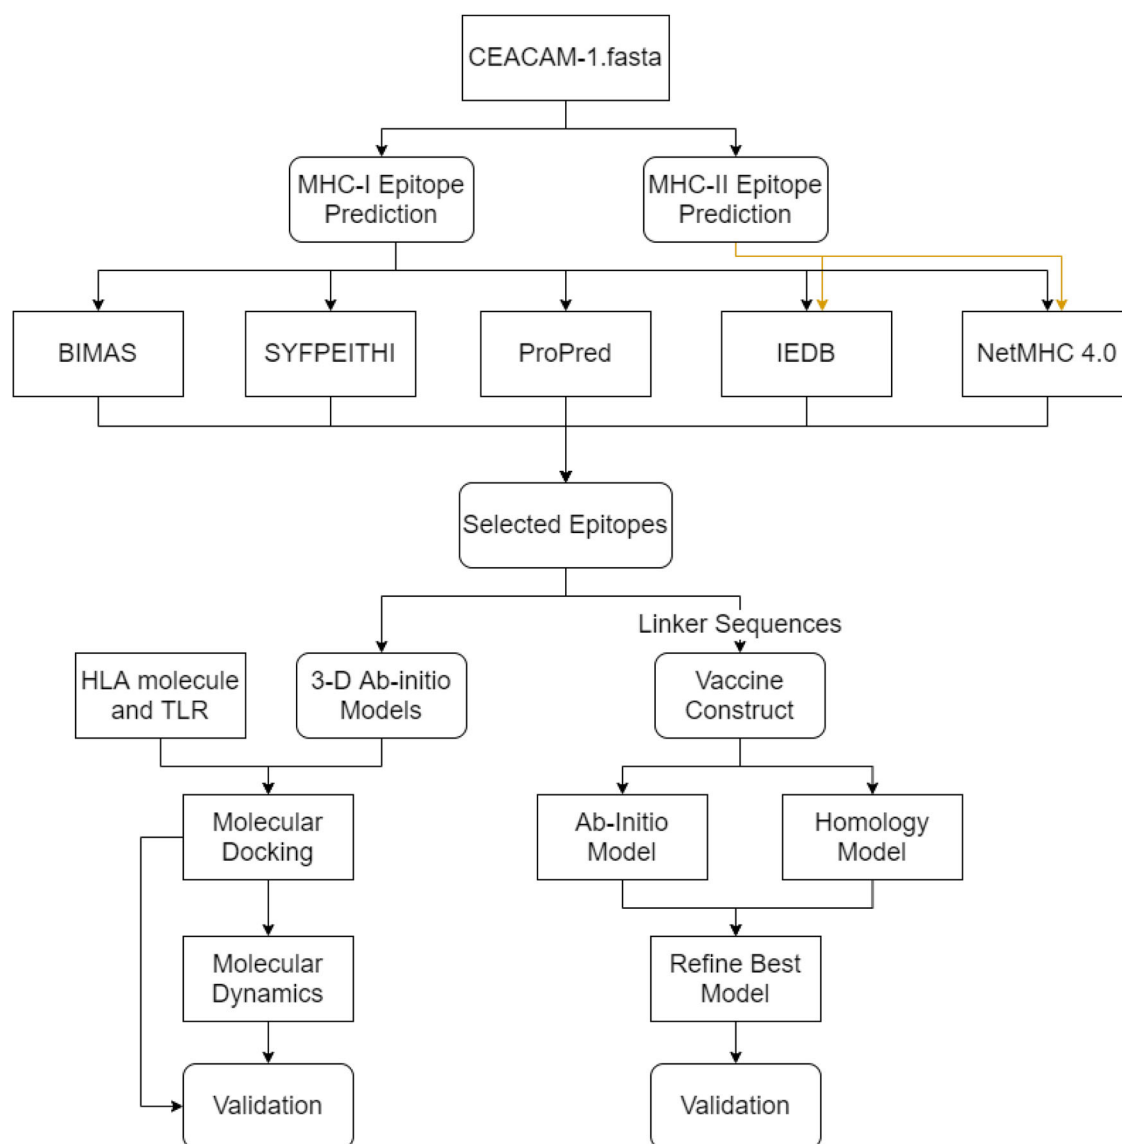 CEACAM-1.fasta
MHC-I Epitope
Prediction
MHC-II Epitope
Prediction
BIMAS
SYFPEITHI
ProPred
IEDB
NetMHC 4.0
Selected Epitopes
Linker Sequences
HLA molecule
and TLR
3-D Ab-initio
Models
Vaccine
Construct
Molecular
Docking
Ab-Initio
Model
Homology
Model
Molecular
Dynamics
Refine Best
Model
Validation
Validation